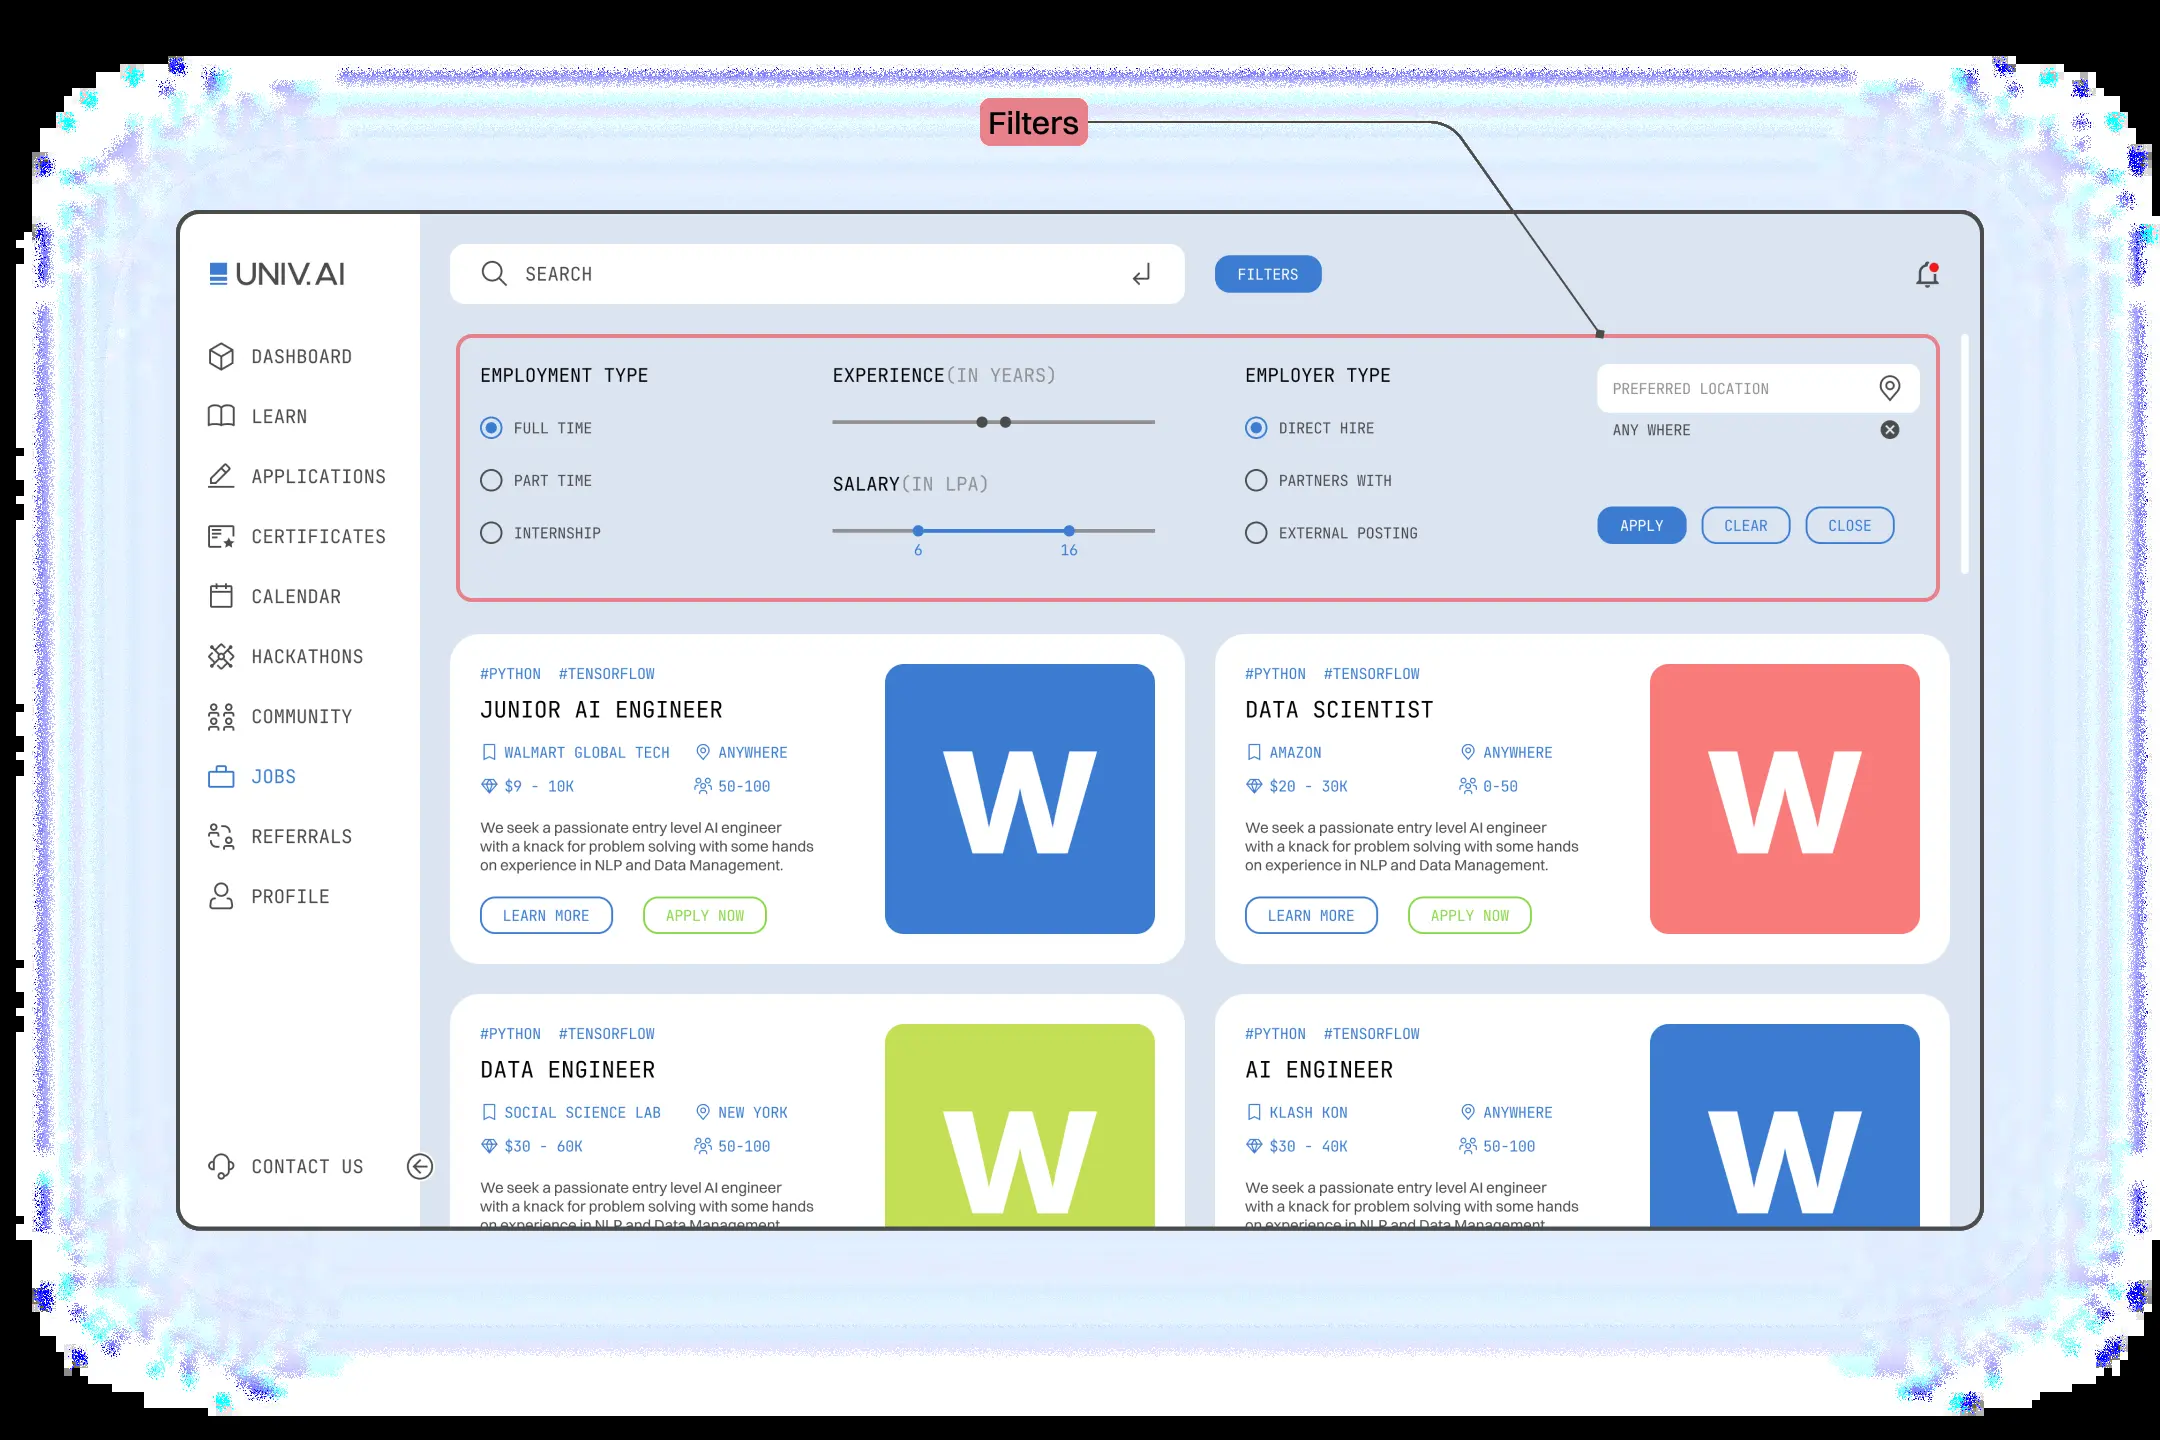 Filters
UNIV.AI
SEARCH
FILTERS
DASHBOARD
LEARN
APPLICATIONS
CERTIFICATES
CALENDAR
HACKATHONS
COMMUNITY
JOBS
REFERRALS
PROFILE
CONTACT US
EMPLOYMENT TYPE
FULL TIME
PART TIME
INTERNSHIP
EXPERIENCE(IN YEARS)
SALARY(IN LPA)
6 16
EMPLOYER TYPE
DIRECT HIRE
PARTNERS WITH
EXTERNAL POSTING
PREFERRED LOCATION
ANY WHERE
APPLY CLEAR CLOSE
#PYTHON #TENSORFLOW
JUNIOR AI ENGINEER
WALMART GLOBAL TECH ANYWHERE
$9 - 10K 50-100
We seek a passionate entry level AI engineer
with a knack for problem solving with some hands
on experience in NLP and Data Management.
LEARN MORE APPLY NOW
W
#PYTHON #TENSORFLOW
DATA SCIENTIST
AMAZON ANYWHERE
$20 - 30K 0-50
We seek a passionate entry level AI engineer
with a knack for problem solving with some hands
on experience in NLP and Data Management.
LEARN MORE APPLY NOW
W
#PYTHON #TENSORFLOW
DATA ENGINEER
SOCIAL SCIENCE LAB NEW YORK
$30 - 60K 50-100
We seek a passionate entry level AI engineer
with a knack for problem solving with some hands
on experience in NLP and Data Management.
W
#PYTHON #TENSORFLOW
AI ENGINEER
KLASH KON ANYWHERE
$30 - 40K 50-100
We seek a passionate entry level AI engineer
with a knack for problem solving with some hands
on experience in NLP and Data Management.
W